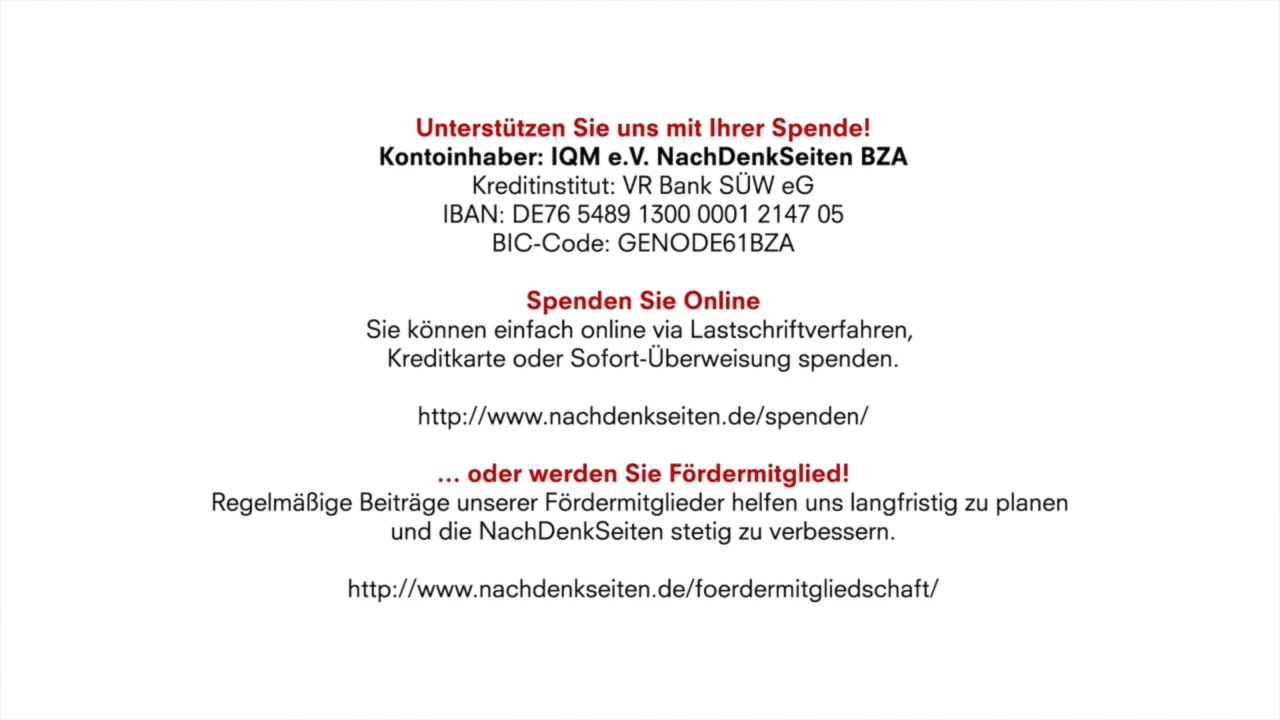 Unterstützen Sie uns mit Ihrer Spende!
Kontoinhaber: IQM e.V. NachDenkSeiten BZA
Kreditinstitut: VR Bank SÜW eG
IBAN: DE76 5489 1300 0001 2147 05
BIC-Code: GENODE61BZA
Spenden Sie Online
Sie können einfach online via Lastschriftverfahren,
Kreditkarte oder Sofort-Überweisung spenden.
http://www.nachdenkseiten.de/spenden/
... oder werden Sie Fördermitglied!
Regelmäßige Beiträge unserer Fördermitglieder helfen uns langfristig zu planen
und die NachDenkSeiten stetig zu verbessern.
http://www.nachdenkseiten.de/foerdermitgliedschaft/